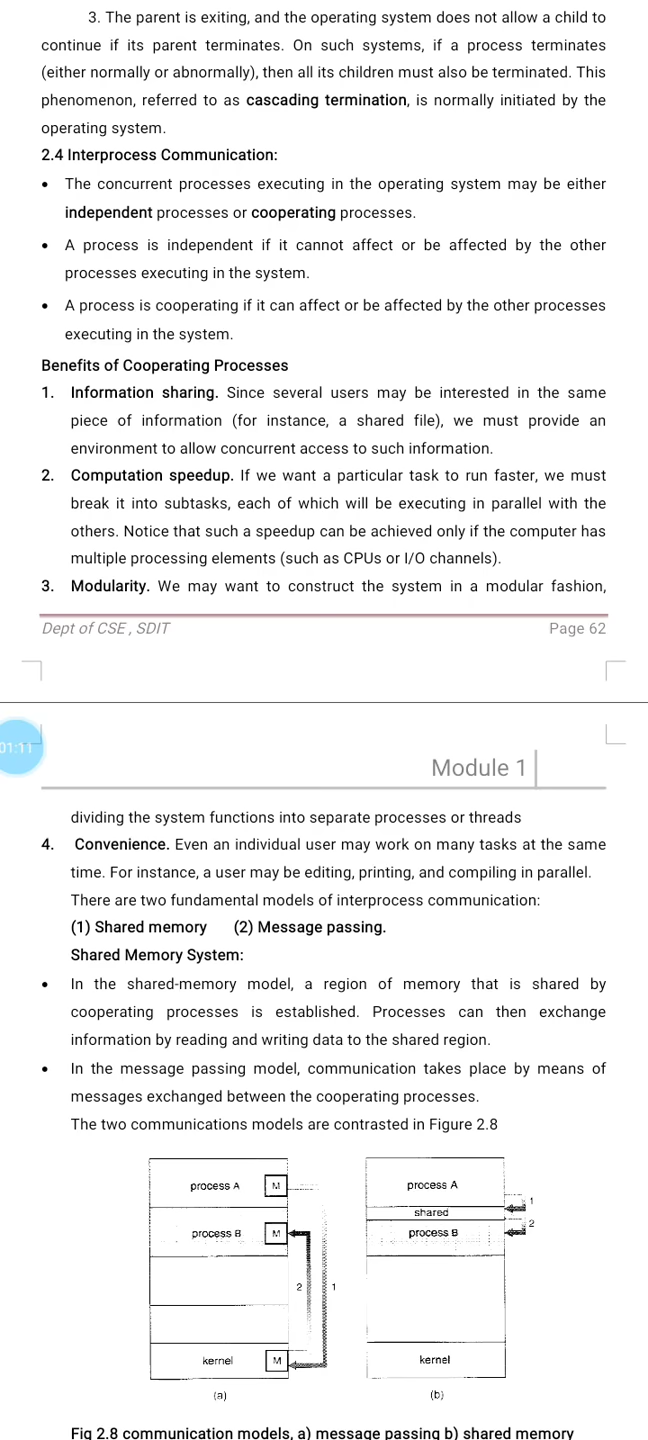 3. The parent is exiting, and the operating system does not allow a child to
continue if its parent terminates. On such systems, if a process terminates
(either normally or abnormally), then all its children must also be terminated. This
phenomenon, referred to as cascading termination, is normally initiated by the
operating system.
2.4 Interprocess Communication:
• The concurrent processes executing in the operating system may be either
independent processes or cooperating processes.
• A process is independent if it cannot affect or be affected by the other
processes executing in the system.
• A process is cooperating if it can affect or be affected by the other processes
executing in the system.
Benefits of Cooperating Processes
1. Information sharing. Since several users may be interested in the same
piece of information (for instance, a shared file), we must provide an
environment to allow concurrent access to such information.
2. Computation speedup. If we want a particular task to run faster, we must
break it into subtasks, each of which will be executing in parallel with the
others. Notice that such a speedup can be achieved only if the computer has
multiple processing elements (such as CPUs or I/O channels).
3. Modularity. We may want to construct the system in a modular fashion,
Dept of CSE , SDIT Page 62
01:11
Module 1
dividing the system functions into separate processes or threads
4. Convenience. Even an individual user may work on many tasks at the same
time. For instance, a user may be editing, printing, and compiling in parallel.
There are two fundamental models of interprocess communication:
(1) Shared memory (2) Message passing.
Shared Memory System:
• In the shared-memory model, a region of memory that is shared by
cooperating processes is established. Processes can then exchange
information by reading and writing data to the shared region.
• In the message passing model, communication takes place by means of
messages exchanged between the cooperating processes.
The two communications models are contrasted in Figure 2.8
process A M
process B M
2 1
kernel M
(a)
process A
1
shared
2
process B
kernel
(b)
Fig 2.8 communication models, a) message passing b) shared memory